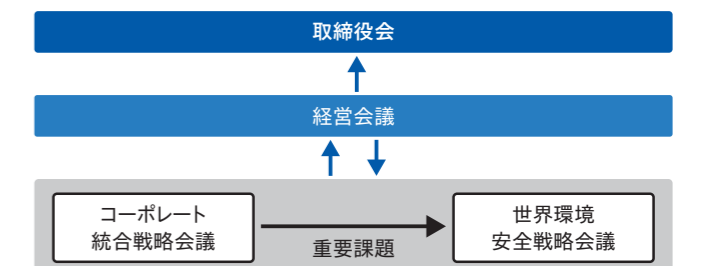 取締役会
経営会議
コーポレート
統合戦略会議
重要課題
世界環境
安全戦略会議